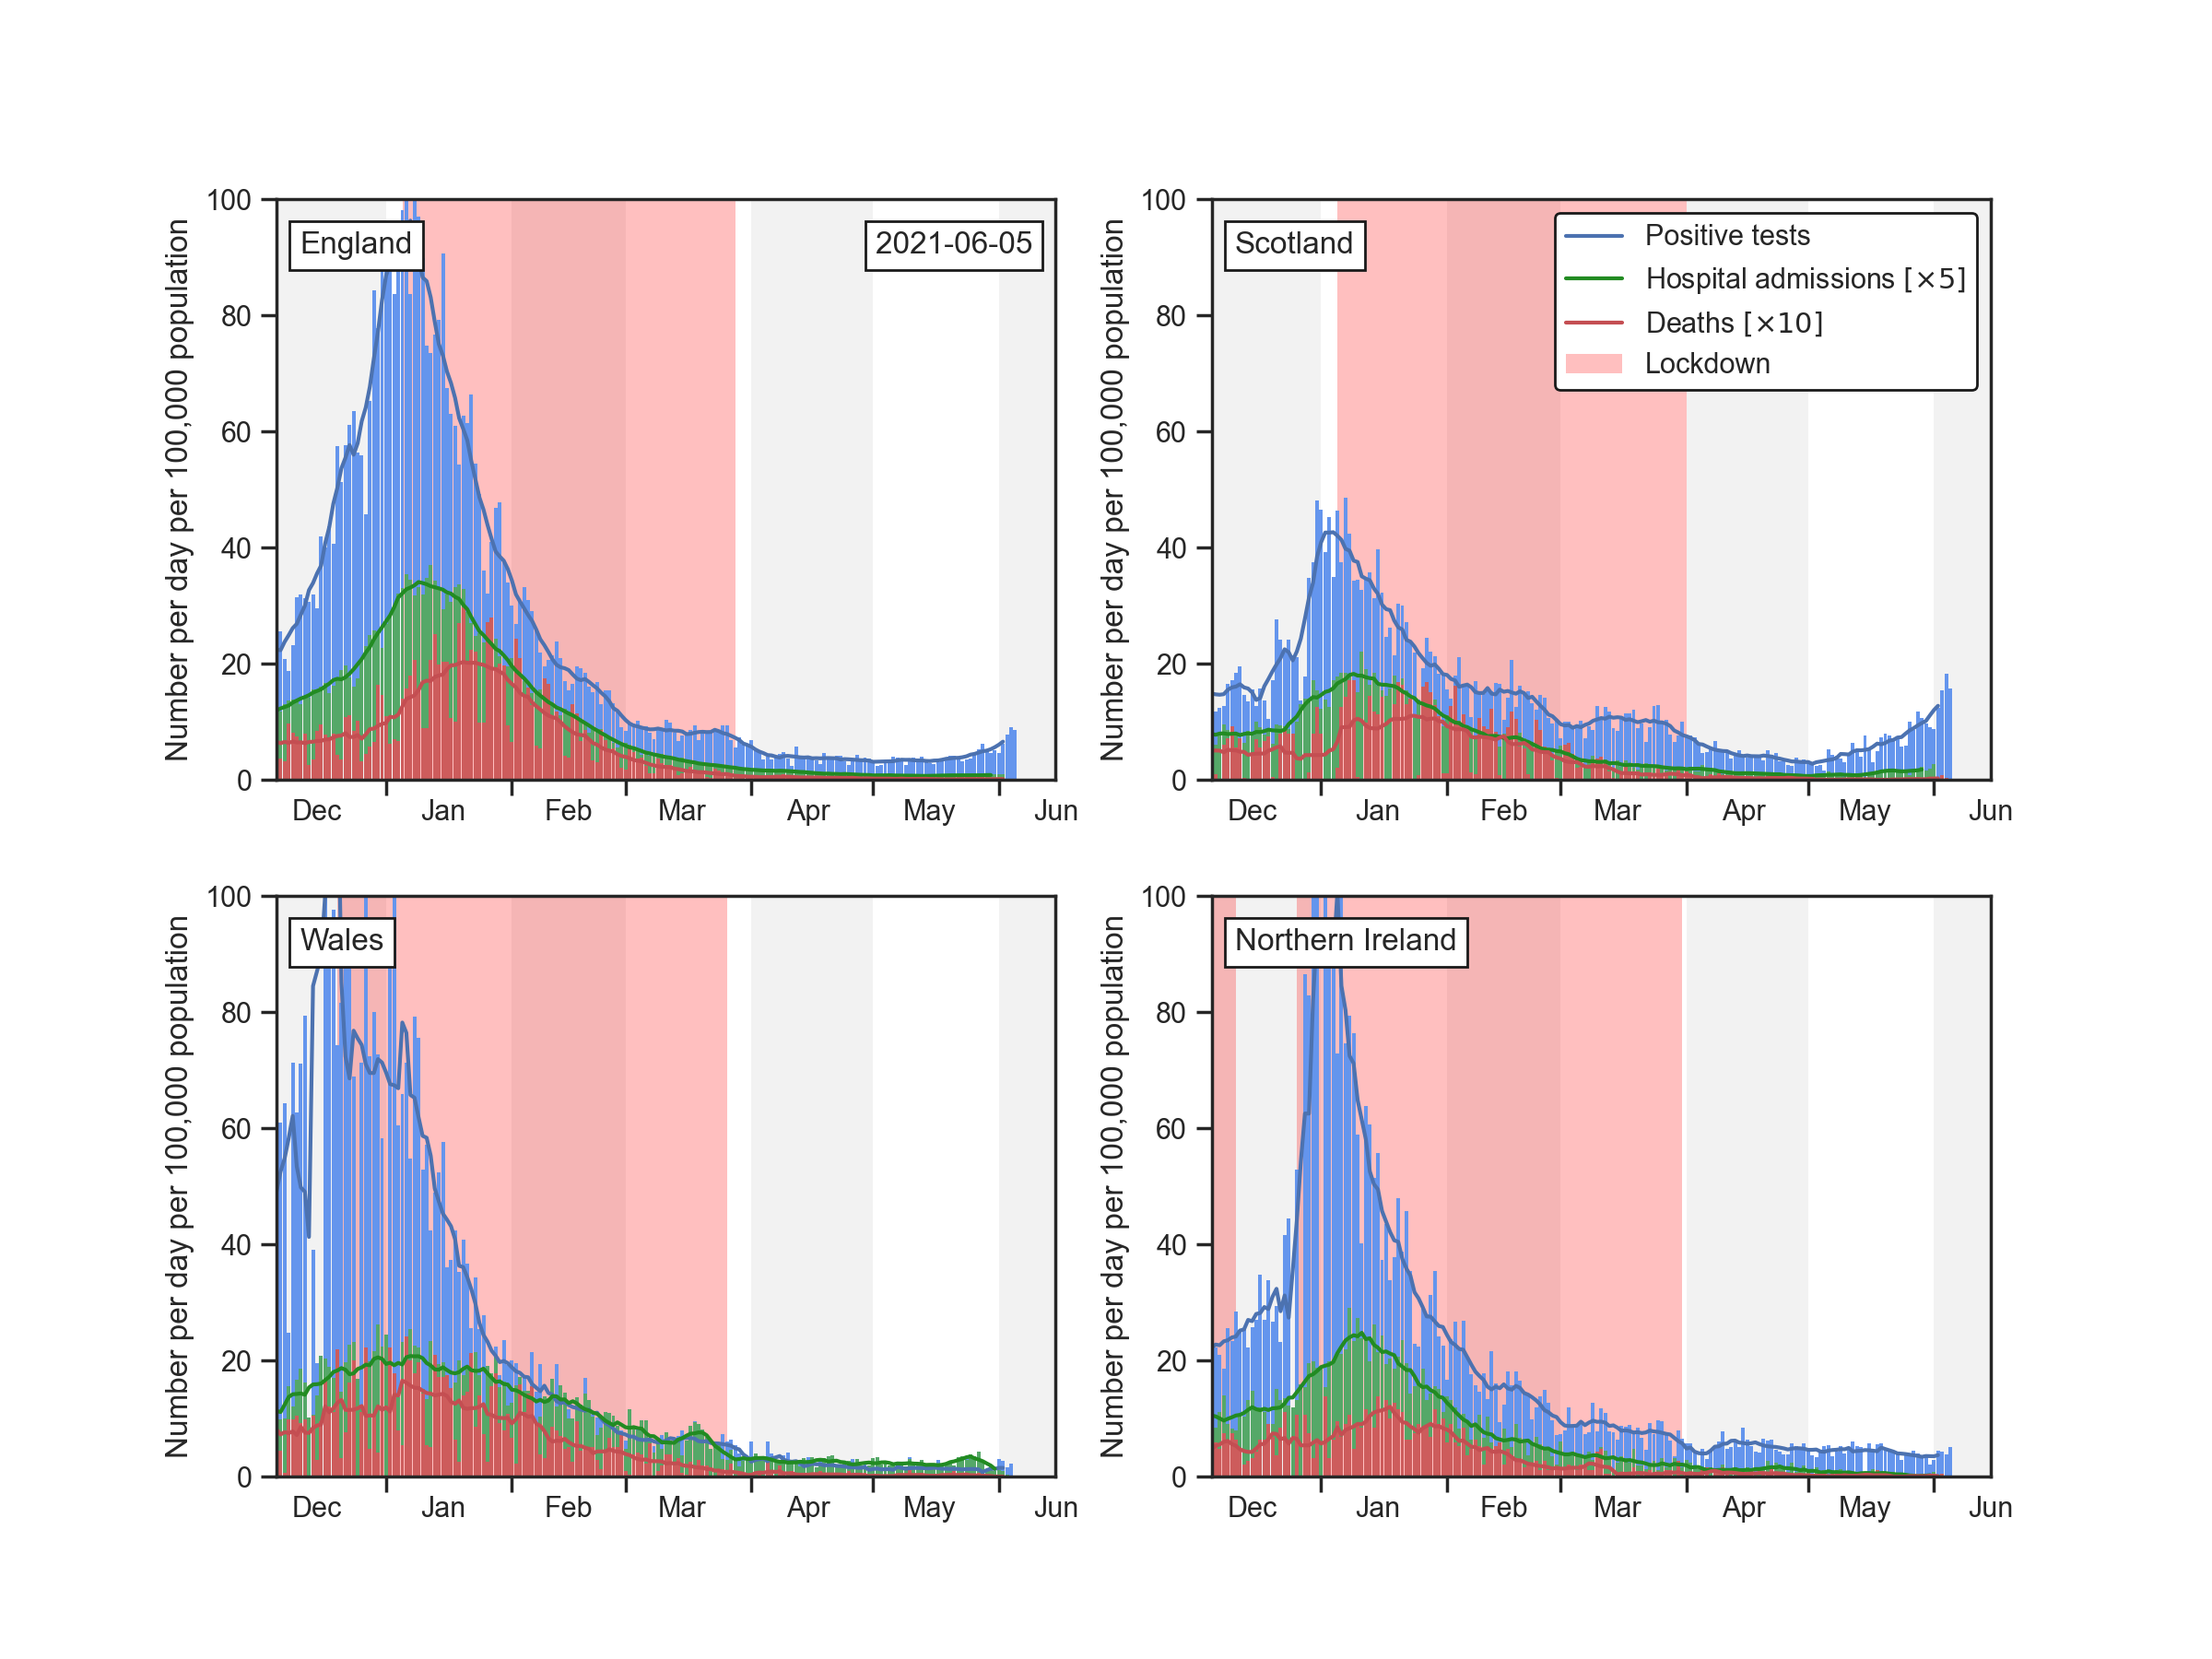 England
2021-06-05
Number per day per 100,000 population
100
80
60
40
20
0
Dec Jan Feb Mar Apr May Jun
Scotland
Positive tests
Hospital admissions [×5]
Deaths [×10]
Lockdown
Number per day per 100,000 population
100
80
60
40
20
0
Dec Jan Feb Mar Apr May Jun
Wales
Number per day per 100,000 population
100
80
60
40
20
0
Dec Jan Feb Mar Apr May Jun
Northern Ireland
Number per day per 100,000 population
100
80
60
40
20
0
Dec Jan Feb Mar Apr May Jun